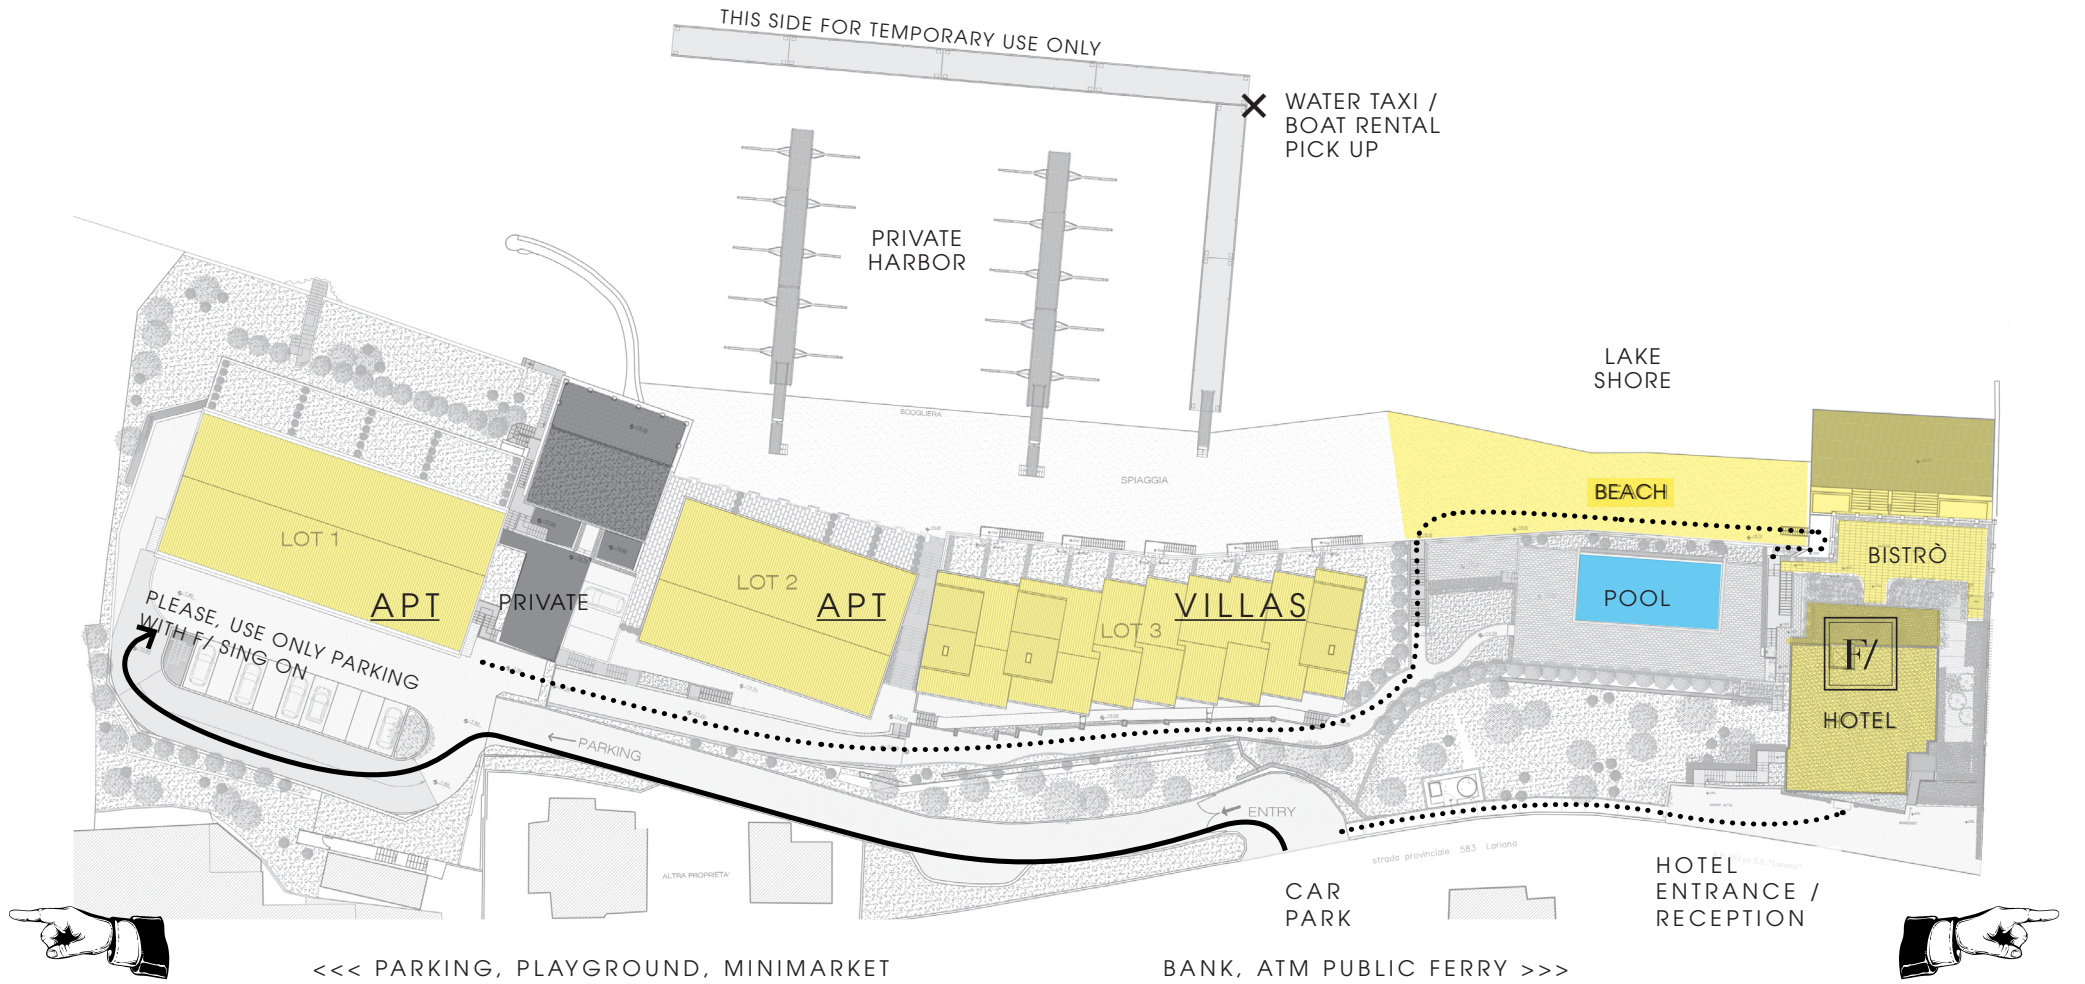 THIS SIDE FOR TEMPORARY USE ONLY
WATER TAXI /
BOAT RENTAL
PICK UP
PRIVATE
HARBOR
LAKE
SHORE
SCOGLIERA
SPIAGGIA
BEACH
BISTRÒ
LOT 1
APT
PRIVATE
LOT 2
APT
LOT 3
VILLAS
POOL
F/
HOTEL
PLEASE, USE ONLY PARKING
WITH F/ SING ON
PARKING
ENTRY
ALTRA PROPRIETA'
strada provinciale 583 Lariana
CAR
PARK
HOTEL
ENTRANCE /
RECEPTION
<<< PARKING, PLAYGROUND, MINIMARKET
BANK, ATM PUBLIC FERRY >>>